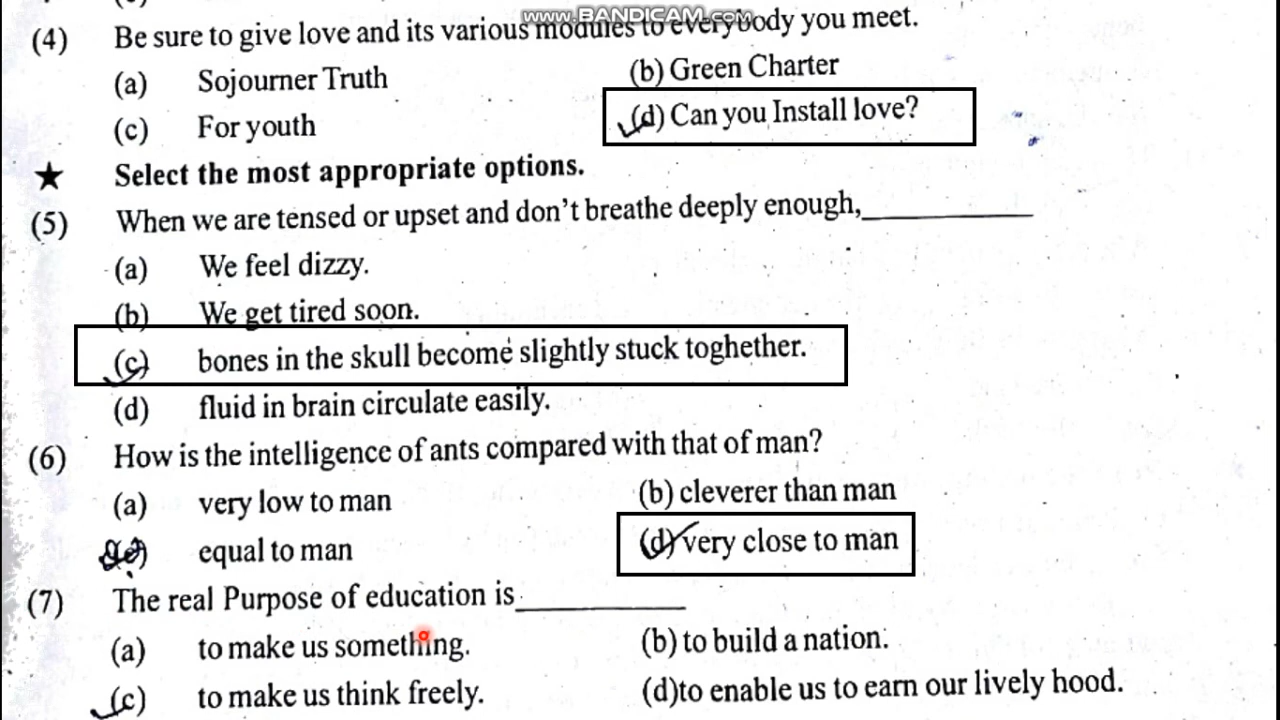 www.BANDICAM.com
(4) Be sure to give love and its various modules to everybody you meet.
(a) Sojourner Truth (b) Green Charter
(c) For youth (d) Can you Install love?
★ Select the most appropriate options.
(5) When we are tensed or upset and don't breathe deeply enough,__________
(a) We feel dizzy.
(b) We get tired soon.
(c) bones in the skull become slightly stuck toghether.
(d) fluid in brain circulate easily.
(6) How is the intelligence of ants compared with that of man?
(a) very low to man (b) cleverer than man
(c) equal to man (d) very close to man
(7) The real Purpose of education is__________
(a) to make us something. (b) to build a nation.
(c) to make us think freely. (d)to enable us to earn our lively hood.